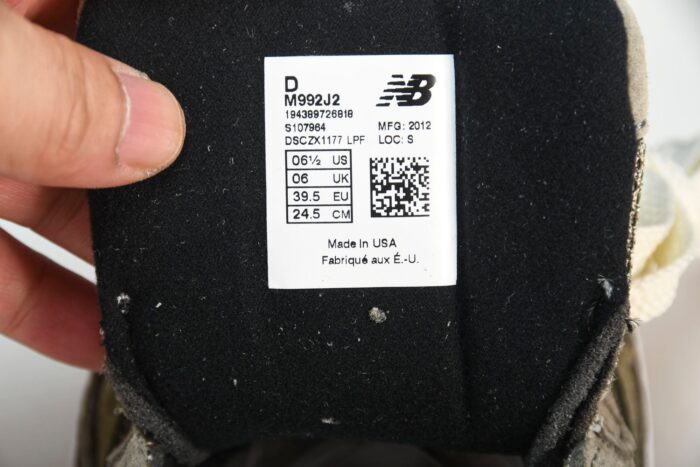 D
M992J2
194389726818
S107964 MFG: 2012
DSCZX1177 LPF LOC: S
06½ US
06 UK
39.5 EU
24.5 CM
NB
Made In USA
Fabriqué aux É.-U.